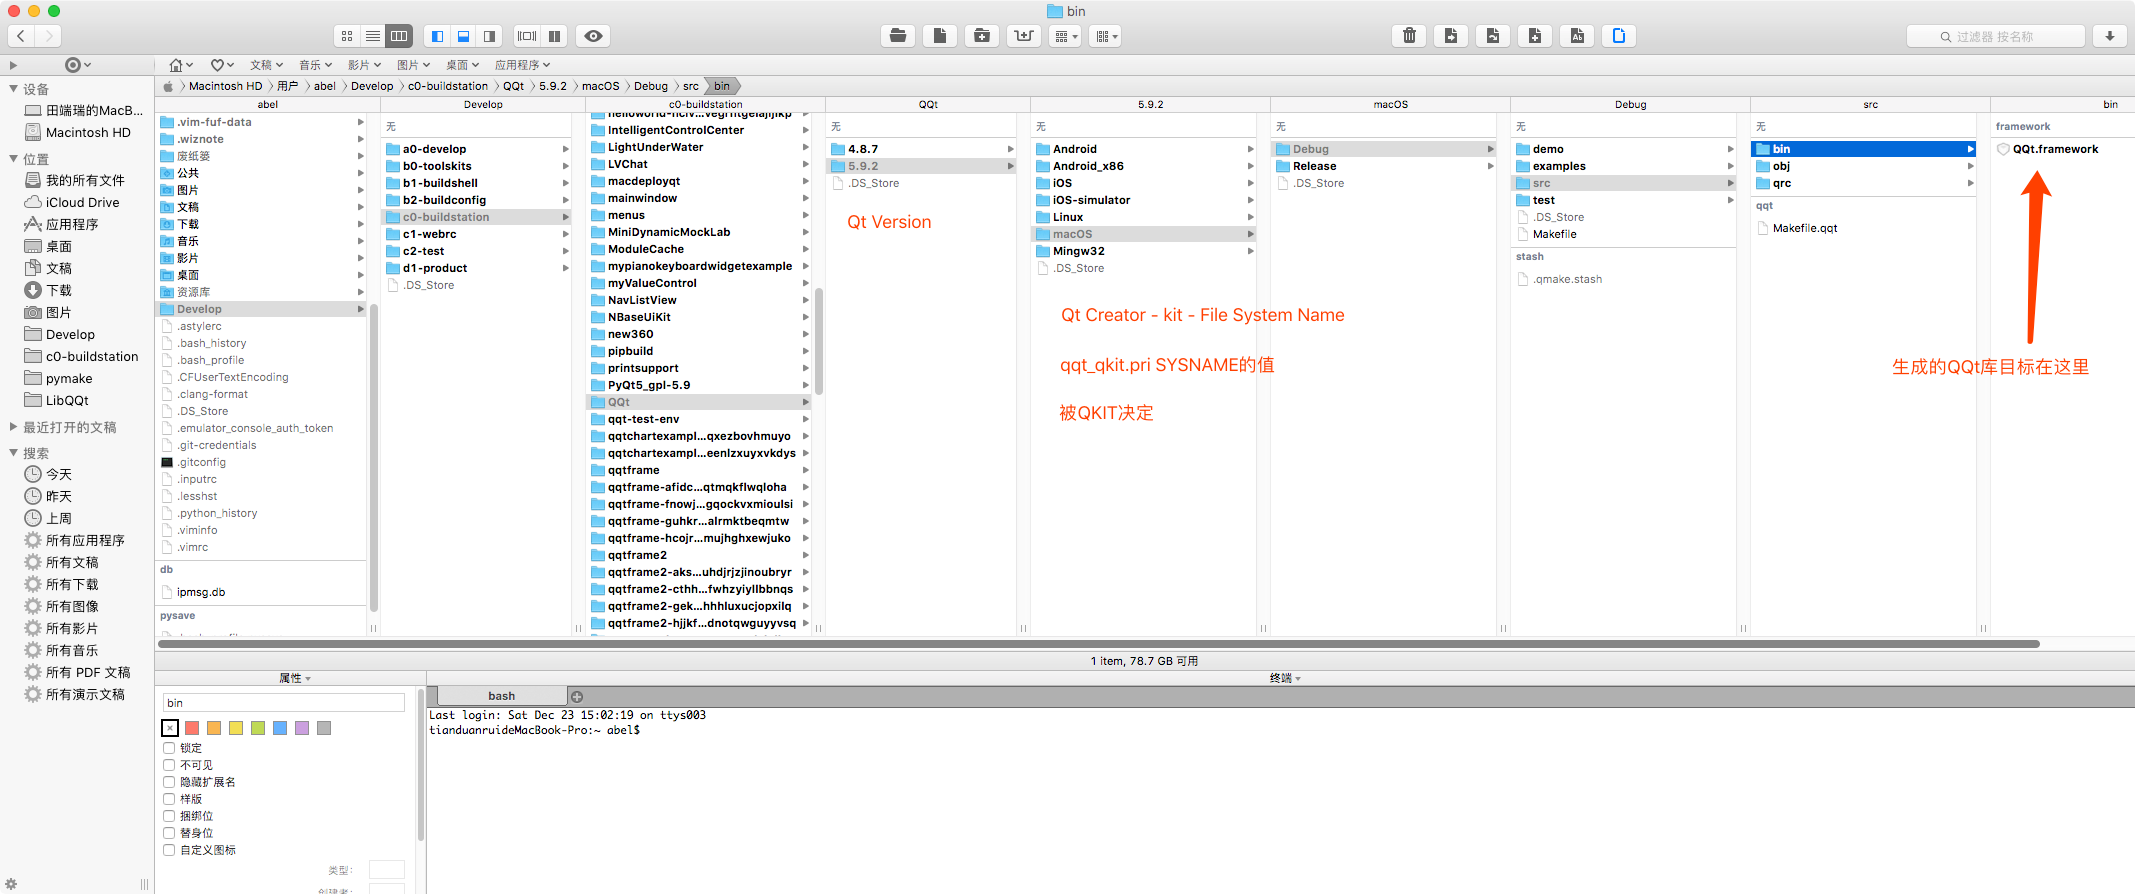 bin
过滤器 按名称
文稿
音乐
影片
图片
桌面
应用程序
Macintosh HD
用户
abel
Develop
c0-buildstation
QQt
5.9.2
macOS
Debug
src
bin
设备
田端瑞的MacB...
Macintosh HD
位置
我的所有文件
iCloud Drive
应用程序
桌面
文稿
下载
图片
Develop
c0-buildstation
pymake
LibQQt
最近打开的文稿
搜索
今天
昨天
上周
所有应用程序
所有文稿
所有下载
所有图像
所有影片
所有音乐
所有 PDF 文稿
所有演示文稿
abel
.vim-fuf-data
.wiznote
废纸篓
公共
图片
文稿
下载
音乐
影片
桌面
资源库
Develop
.astylerc
.bash_history
.bash_profile
.CFUserTextEncoding
.clang-format
.DS_Store
.emulator_console_auth_token
.git-credentials
.gitconfig
.inputrc
.lesshst
.python_history
.viminfo
.vimrc
db
ipmsg.db
pysave
Develop
无
a0-develop
b0-toolskits
b1-buildshell
b2-buildconfig
c0-buildstation
c1-webrc
c2-test
d1-product
.DS_Store
c0-buildstation
IntelligentControlCenter
LightUnderWater
LVChat
macdeployqt
mainwindow
menus
MiniDynamicMockLab
ModuleCache
mypianokeyboardwidgetexample
myValueControl
NavListView
NBaseUiKit
new360
pipbuild
printsupport
PyQt5_gpl-5.9
QQt
qqt-test-env
qqtchartexampl...qxezbovhmuyo
qqtchartexampl...eenlzxuyxvkdys
qqtframe
qqtframe-afidc...qtmqkflwqloha
qqtframe-fnowj...gqockvxmioulsi
qqtframe-guhkr...alrmktbeqmtw
qqtframe-hcojr...mujhghxewjuko
qqtframe2
qqtframe2-aks...uhdjrjzjinoubryr
qqtframe2-cthh...fwhzyiyllbbnqs
qqtframe2-gek...hhhluxucjopxilq
qqtframe2-hjjkf...dnotqwguyyvsq
QQt
无
4.8.7
5.9.2
.DS_Store
Qt Version
5.9.2
无
Android
Android_x86
iOS
iOS-simulator
Linux
macOS
Mingw32
.DS_Store
Qt Creator - kit - File System Name
qqt_qkit.pri SYSNAME的值
被QKIT决定
macOS
无
Debug
Release
.DS_Store
Debug
无
demo
examples
src
test
.DS_Store
Makefile
stash
.qmake.stash
src
无
bin
obj
qrc
qqt
Makefile.qqt
bin
framework
QQt.framework
生成的QQt库目标在这里
1 item, 78.7 GB 可用
属性
bin
锁定
不可见
隐藏扩展名
样版
捆绑位
替身位
自定义图标
类型:
终端
bash
Last login: Sat Dec 23 15:02:19 on ttys003
tianduanruideMacBook-Pro:~ abel$